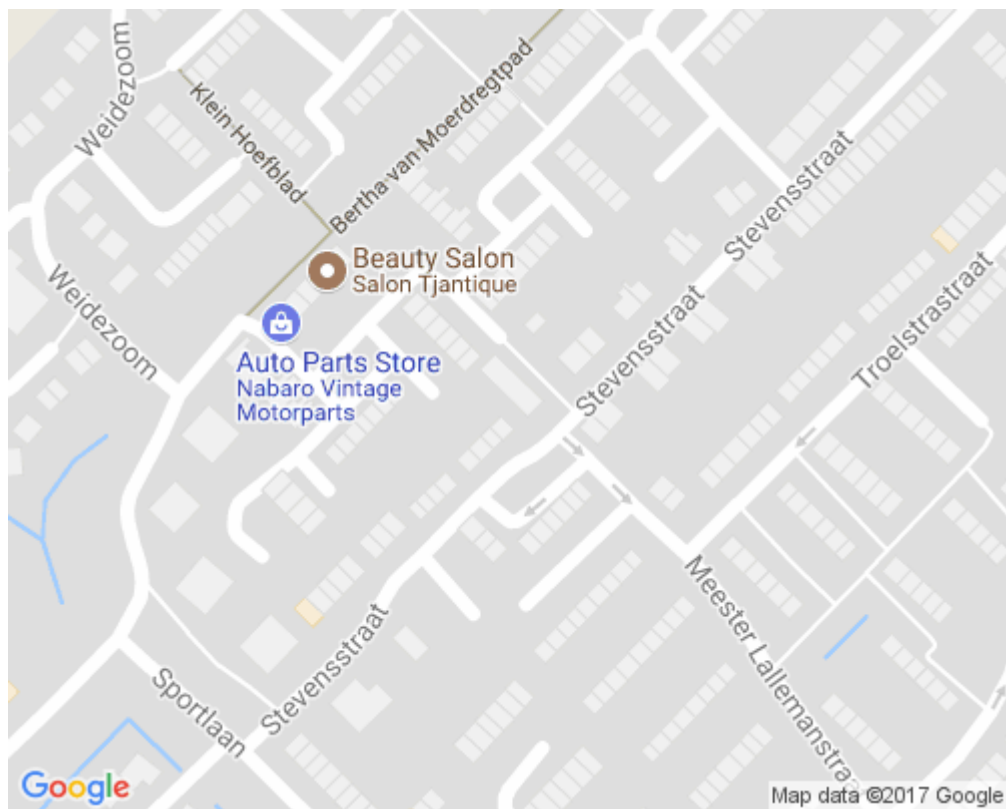 Weidezoom
Klein Hoefblad
Bertha van Moerdregtpad
Stevensstraat
Beauty Salon
Salon Tjantique
Weidezoom
Auto Parts Store
Nabaro Vintage
Motorparts
Stevensstraat
Troelstrastraat
Meester Lallemanstraa
Stevensstraat
Sportlaan
Google
Map data ©2017 Google